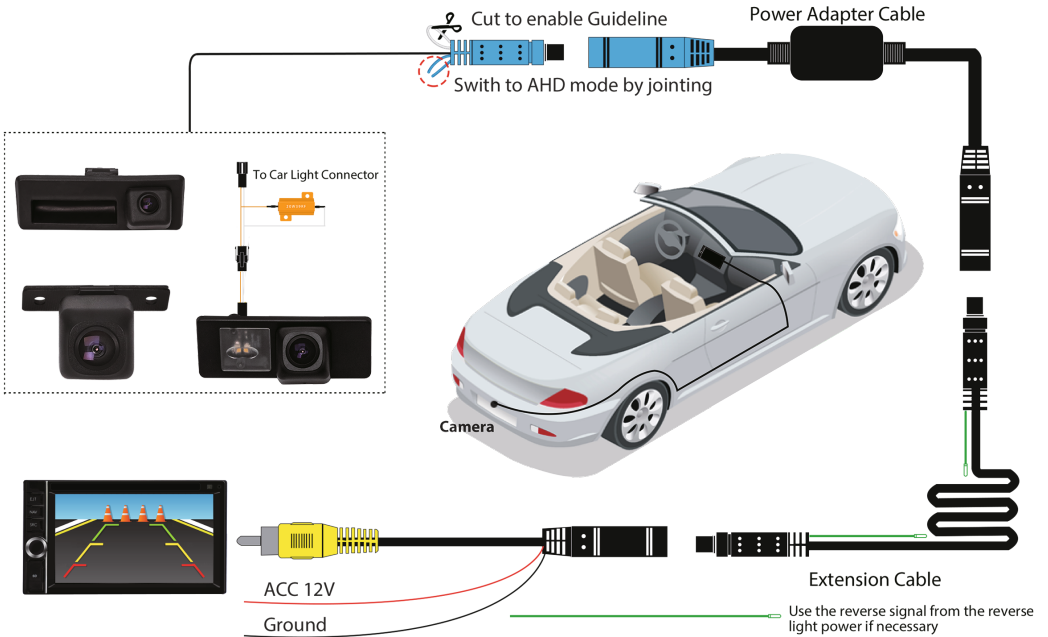 Cut to enable Guideline
Power Adapter Cable
Swith to AHD mode by jointing
To Car Light Connector
Camera
ACC 12V
Ground
Extension Cable
Use the reverse signal from the reverse
light power if necessary